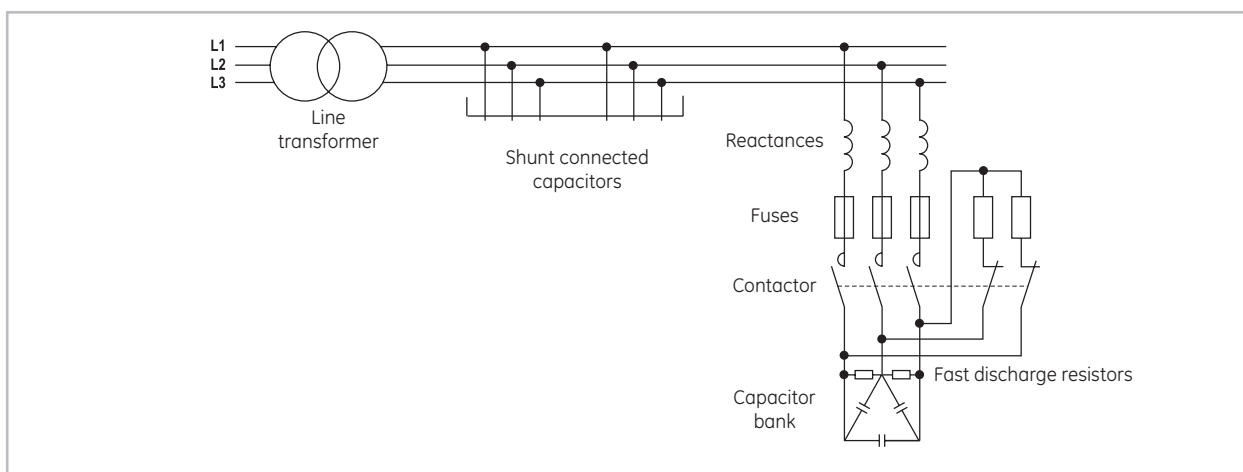 L1
L2
L3
Line
transformer
Shunt connected
capacitors
Reactances
Fuses
Contactor
Fast discharge resistors
Capacitor
bank